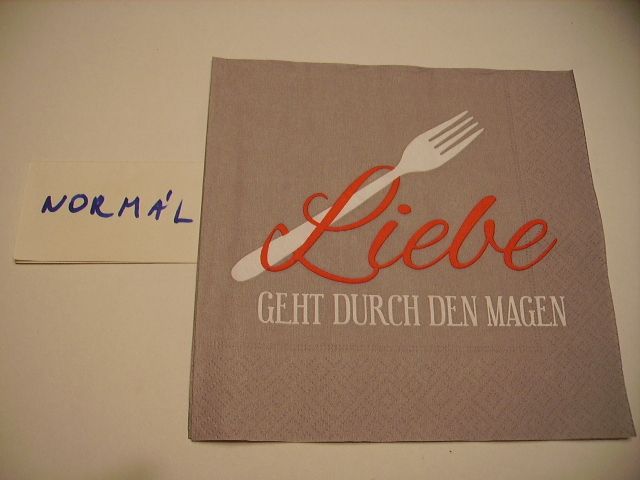 NORMÁL
Liebe
GEHT DURCH DEN MAGEN